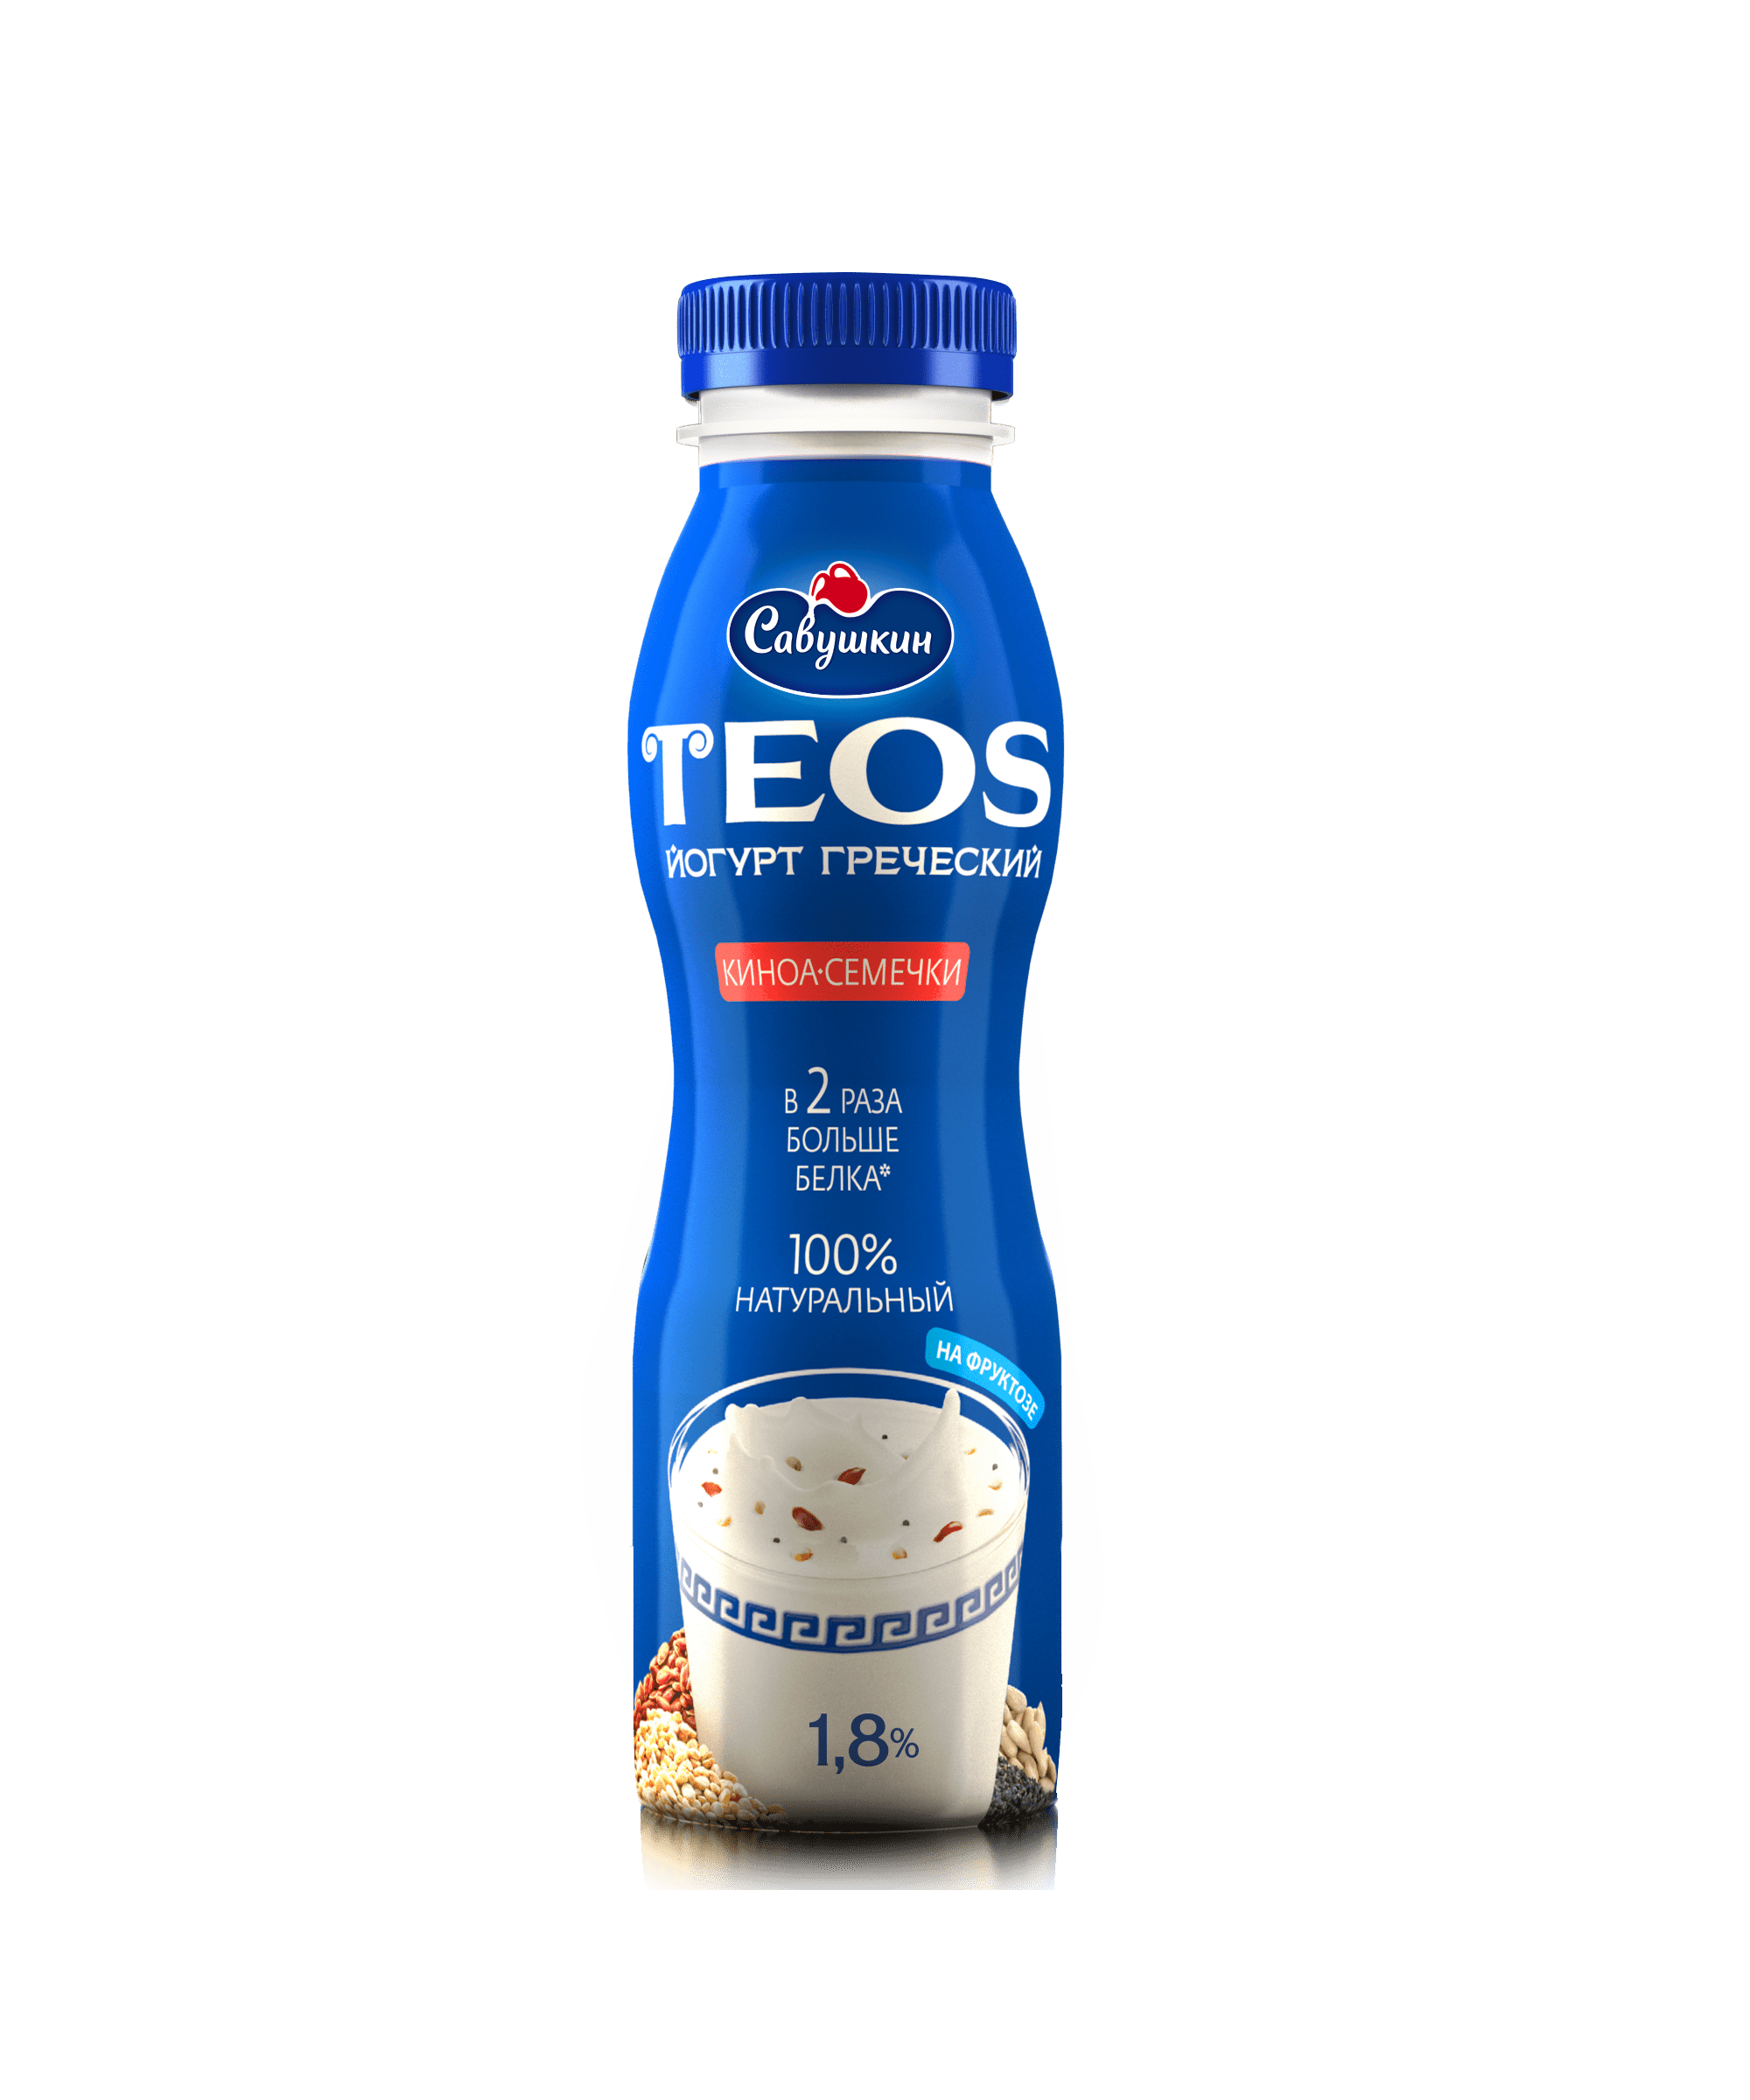 Савушкин
TEOS
ЙОГУРТ ГРЕЧЕСКИЙ
КИНОА•СЕМЕЧКИ
В 2 РАЗА
БОЛЬШЕ
БЕЛКА*
100%
НАТУРАЛЬНЫЙ
НА ФРУКТОЗЕ
1,8%